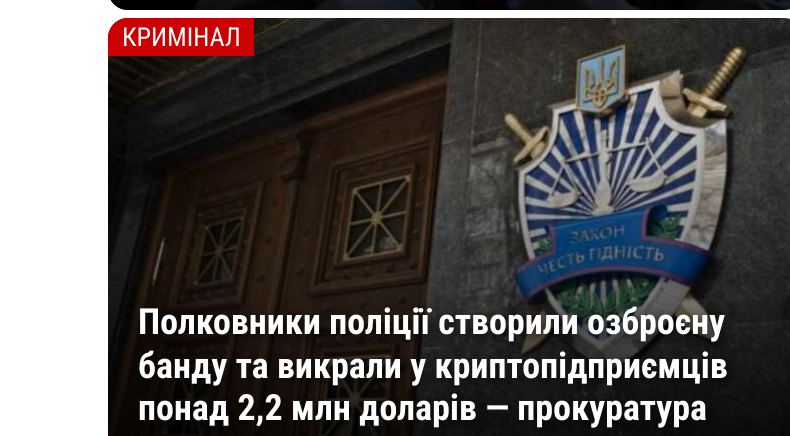 КРИМІНАЛ
ЗАКОН
ЧЕСТЬ ГІДНІСТЬ
Полковники поліції створили озброєну
банду та викрали у криптопідприємців
понад 2,2 млн доларів — прокуратура